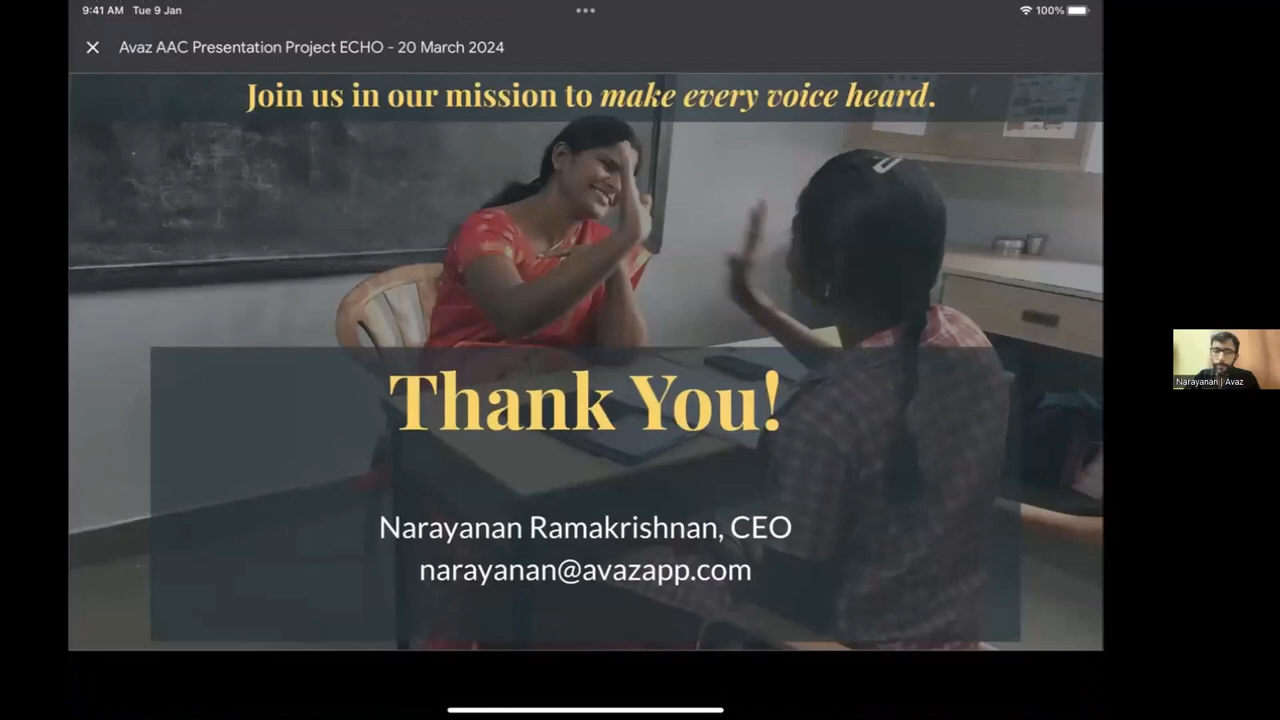 9:41 AM Tue 9 Jan
100%
Avaz AAC Presentation Project ECHO - 20 March 2024
Join us in our mission to make every voice heard.
Thank You!
Narayanan Ramakrishnan, CEO
narayanan@avazapp.com
Narayanan | Avaz